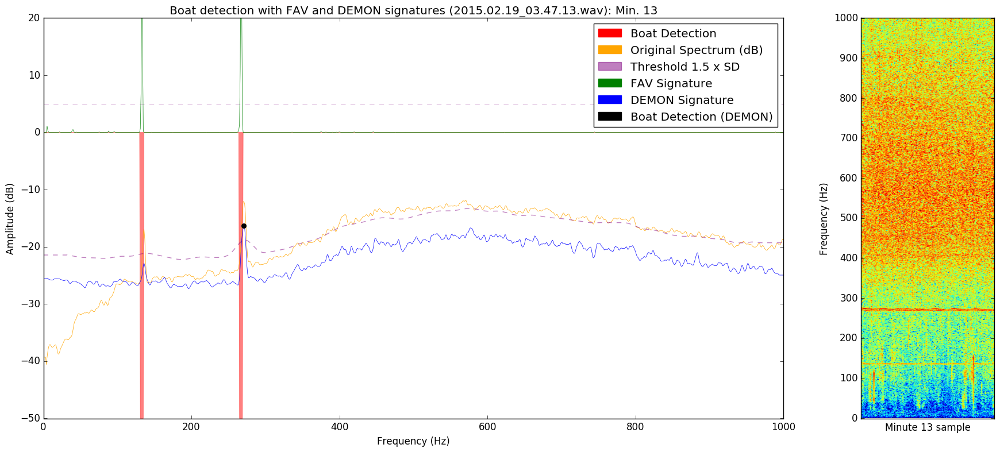 Boat detection with FAV and DEMON signatures (2015.02.19_03.47.13.wav): Min. 13
Boat Detection
Original Spectrum (dB)
Threshold 1.5 x SD
FAV Signature
DEMON Signature
Boat Detection (DEMON)
Amplitude (dB)
20
10
0
−10
−20
−30
−40
−50
0
200
400
600
800
1000
Frequency (Hz)
Frequency (Hz)
1000
900
800
700
600
500
400
300
200
100
0
Minute 13 sample